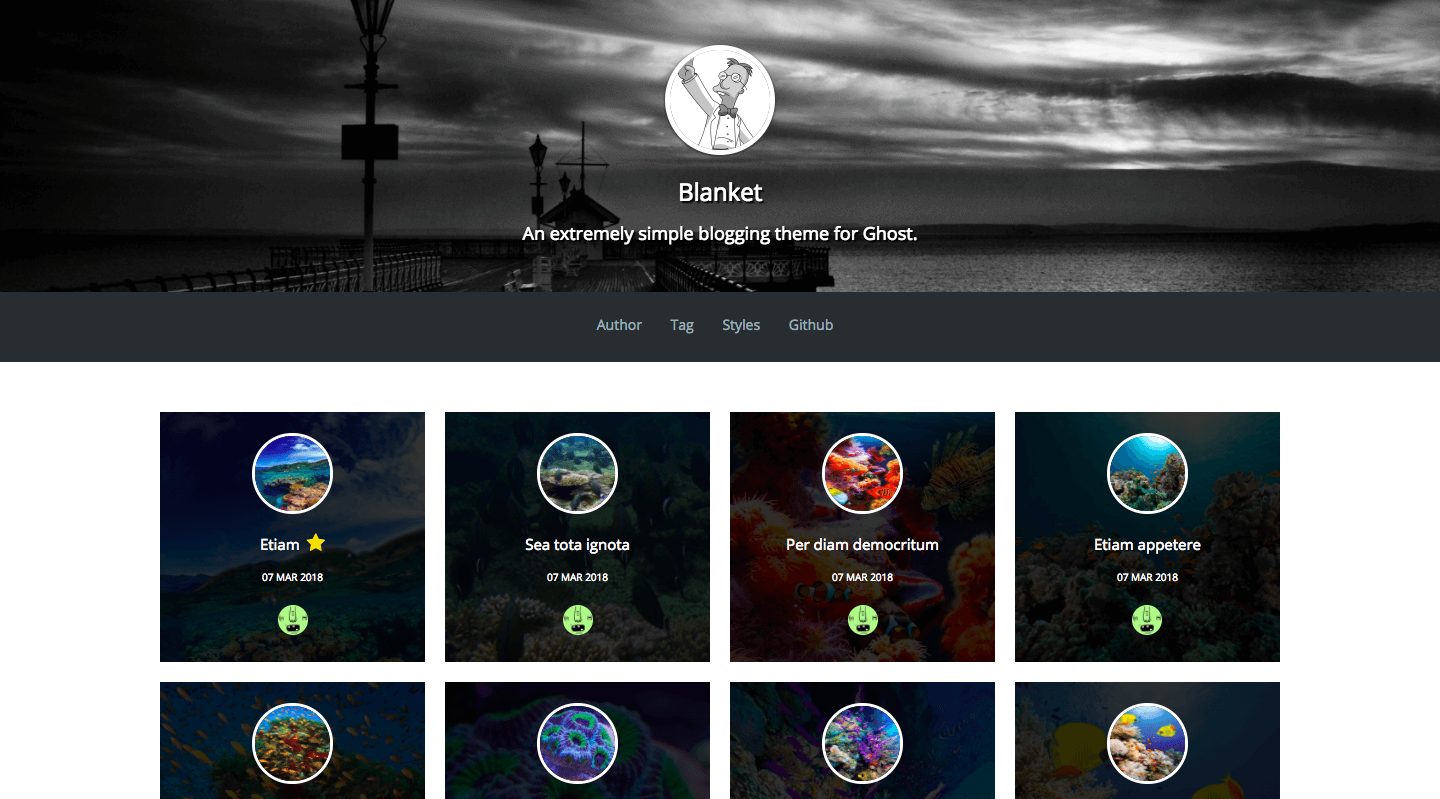 Blanket
An extremely simple blogging theme for Ghost.
Author Tag Styles Github
Etiam
07 MAR 2018
Sea tota ignota
07 MAR 2018
Per diam democritum
07 MAR 2018
Etiam appetere
07 MAR 2018